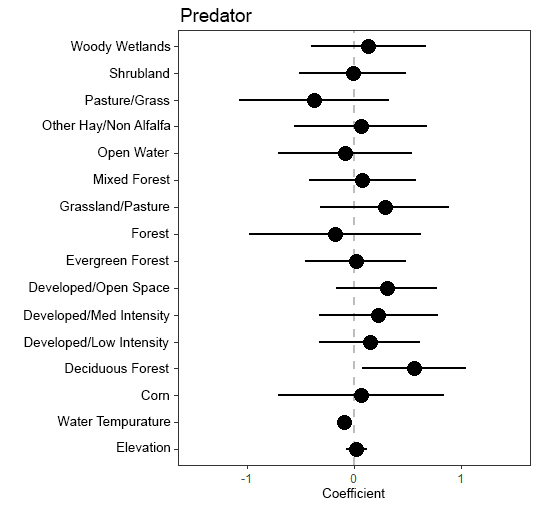 Predator
Woody Wetlands
Shrubland
Pasture/Grass
Other Hay/Non Alfalfa
Open Water
Mixed Forest
Grassland/Pasture
Forest
Evergreen Forest
Developed/Open Space
Developed/Med Intensity
Developed/Low Intensity
Deciduous Forest
Corn
Water Tempurature
Elevation
-1 0 1
Coefficient